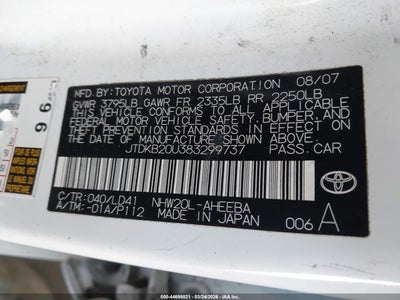 MFD.BY:TOYOTA MOTOR CORPORATION 08/07
GVWR 3795LB GAWR FR 2335LB RR 2250LB
THIS VEHICLE CONFORMS TO ALL APPLICABLE
FEDERAL MOTOR VEHICLE SAFETY, BUMPER, AND
THEFT PREVENTION STANDARDS IN EFFECT ON
THE DATE OF MANUFACTURE SHOWN ABOVE.
JTDKB20U383299737 PASS.CAR
C/TR:040/LD41 NHW20L-AHEEBA
A/TM:-01A/P112 MADE IN JAPAN 006A
TOYOTA
000-44698021 - 03/24/2026 - IAA